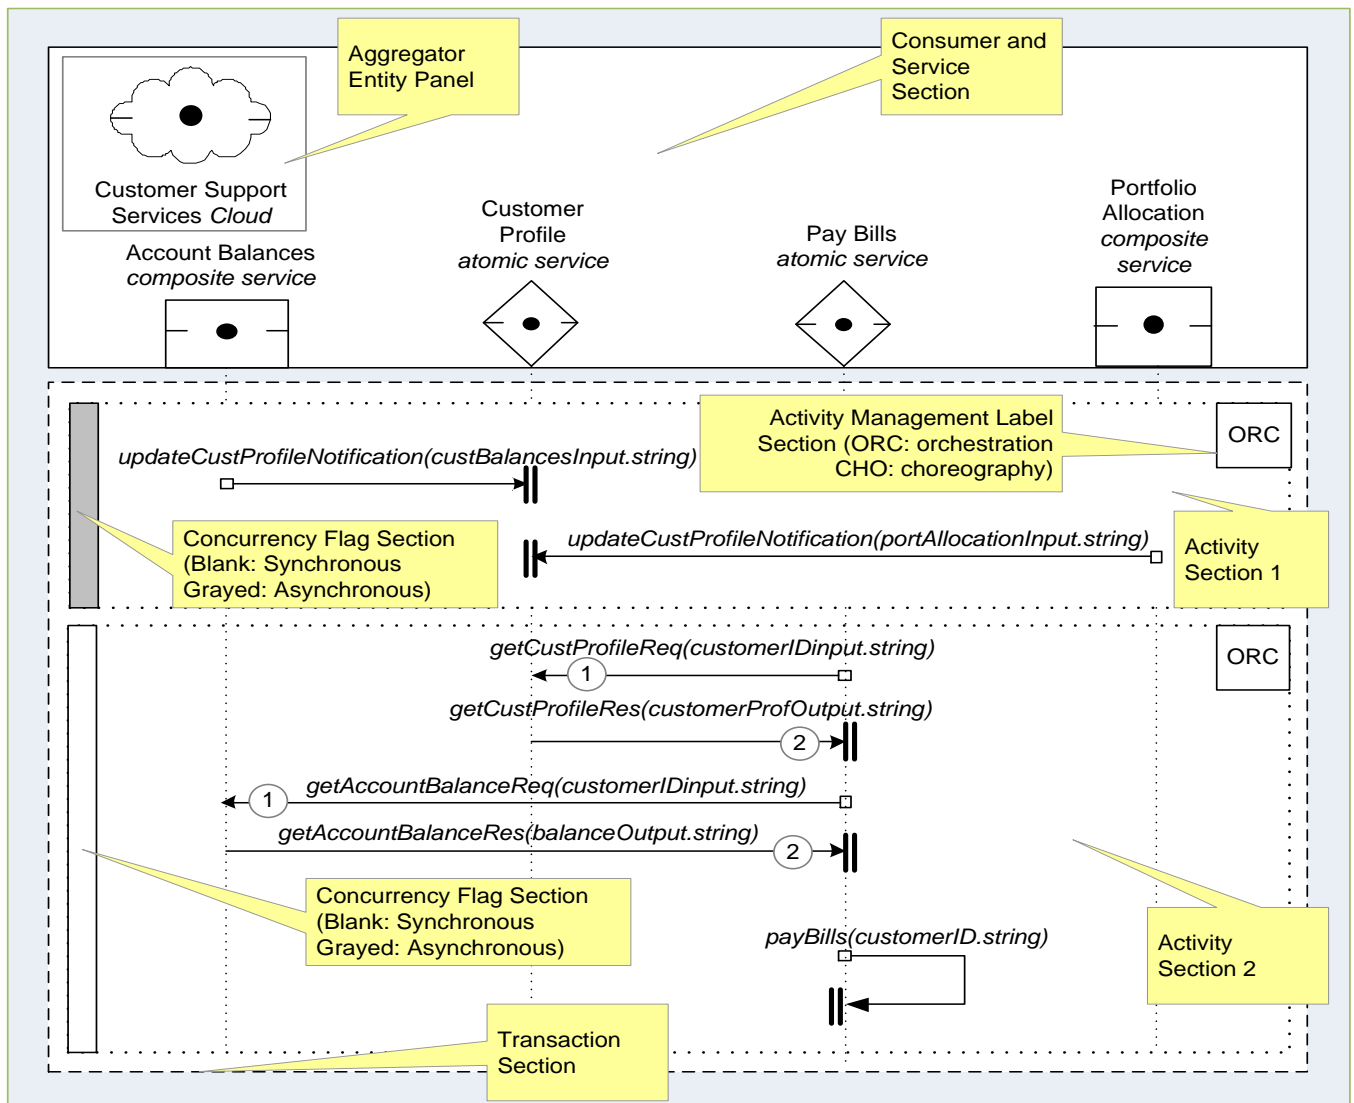 Aggregator
Entity Panel
Consumer and
Service
Section
Customer Support
Services Cloud
Account Balances
composite service
Customer
Profile
atomic service
Pay Bills
atomic service
Portfolio
Allocation
composite
service
Activity Management Label
Section (ORC: orchestration
CHO: choreography)
ORC
updateCustProfileNotification(custBalancesInput.string)
Concurrency Flag Section
(Blank: Synchronous
Grayed: Asynchronous)
updateCustProfileNotification(portAllocationInput.string)
Activity
Section 1
getCustProfileReq(customerIDinput.string)
1
ORC
getCustProfileRes(customerProfOutput.string)
2
getAccountBalanceReq(customerIDinput.string)
1
getAccountBalanceRes(balanceOutput.string)
2
Concurrency Flag Section
(Blank: Synchronous
Grayed: Asynchronous)
payBills(customerID.string)
Activity
Section 2
Transaction
Section